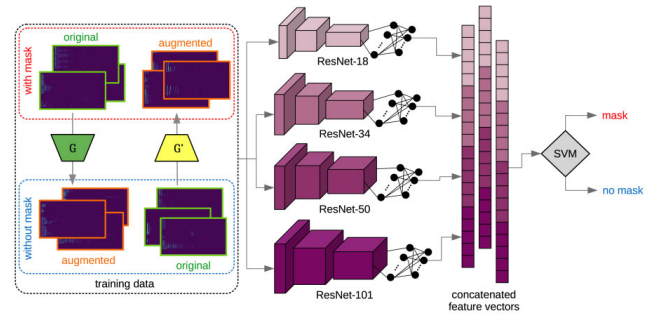 original
augmented
with mask
G
G'
without mask
augmented
original
training data
ResNet-18
ResNet-34
ResNet-50
ResNet-101
concatenated
feature vectors
SVM
mask
no mask